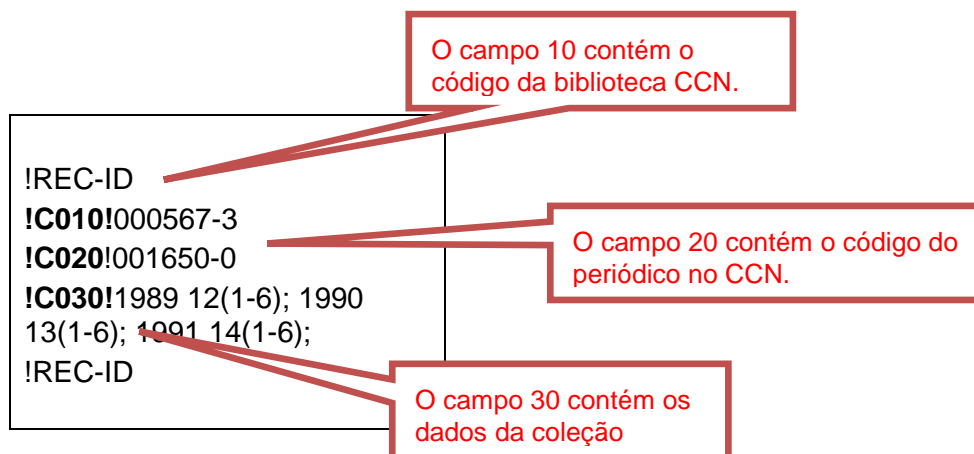 O campo 10 contém o
código da biblioteca CCN.
!REC-ID
!C010!000567-3
!C020!001650-0
!C030!1989 12(1-6); 1990
13(1-6); 1991 14(1-6);
!REC-ID
O campo 20 contém o código do
periódico no CCN.
O campo 30 contém os
dados da coleção